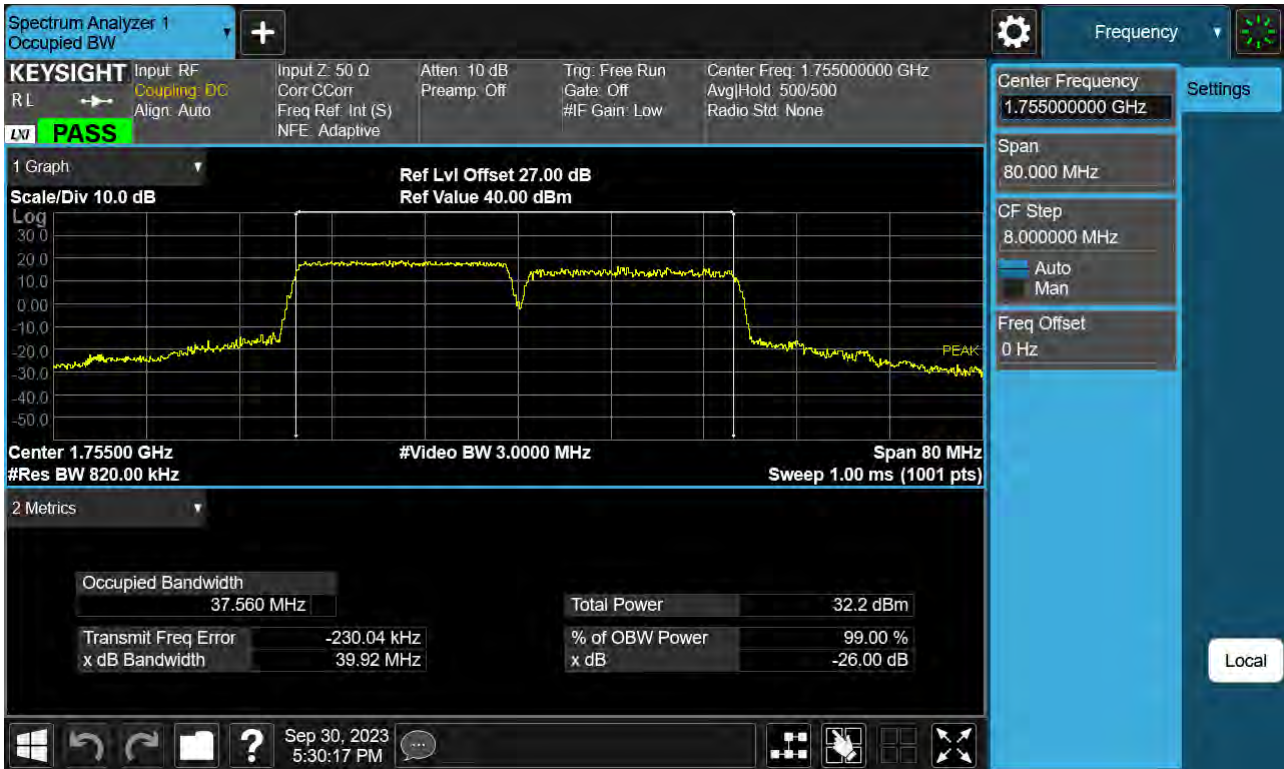 Spectrum Analyzer 1
Occupied BW
Frequency
KEYSIGHT
R L
LXI
PASS
Input: RF
Coupling: DC
Align: Auto
Input Z: 50 Ω
Corr CCorr
Freq Ref: Int (S)
NFE: Adaptive
Atten: 10 dB
Preamp: Off
Trig: Free Run
Gate: Off
#IF Gain: Low
Center Freq: 1.755000000 GHz
Avg|Hold: 500/500
Radio Std: None
Center Frequency
1.755000000 GHz
Settings
Span
80.000 MHz
CF Step
8.000000 MHz
Auto
Man
Freq Offset
0 Hz
Local
1 Graph
Scale/Div 10.0 dB
Ref Lvl Offset 27.00 dB
Ref Value 40.00 dBm
Log
30.0
20.0
10.0
0.00
-10.0
-20.0
-30.0
-40.0
-50.0
PEAK
Center 1.75500 GHz
#Video BW 3.0000 MHz
Span 80 MHz
#Res BW 820.00 kHz
Sweep 1.00 ms (1001 pts)
2 Metrics
Occupied Bandwidth
37.560 MHz
Total Power 32.2 dBm
Transmit Freq Error -230.04 kHz
% of OBW Power 99.00 %
x dB Bandwidth 39.92 MHz
x dB -26.00 dB
Sep 30, 2023
5:30:17 PM